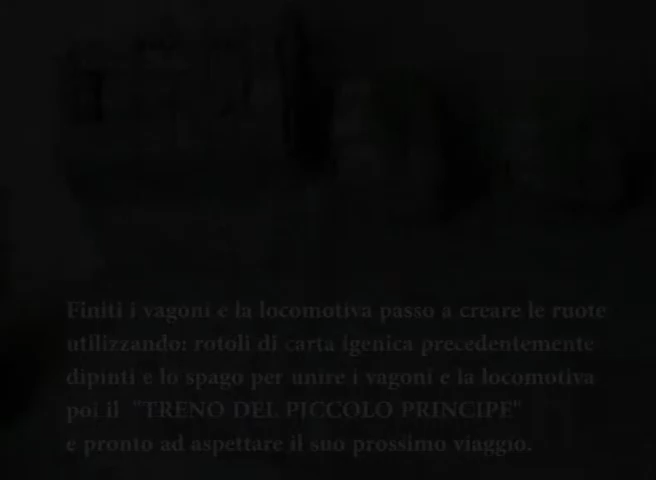 Finiti i vagoni e la locomotiva passo a creare le ruote
utilizzando: rotoli di carta igenica precedentemente
dipinti e lo spago per unire i vagoni e la locomotiva
poi il "TRENO DEL PICCOLO PRINCIPE"
e pronto ad aspettare il suo prossimo viaggio.